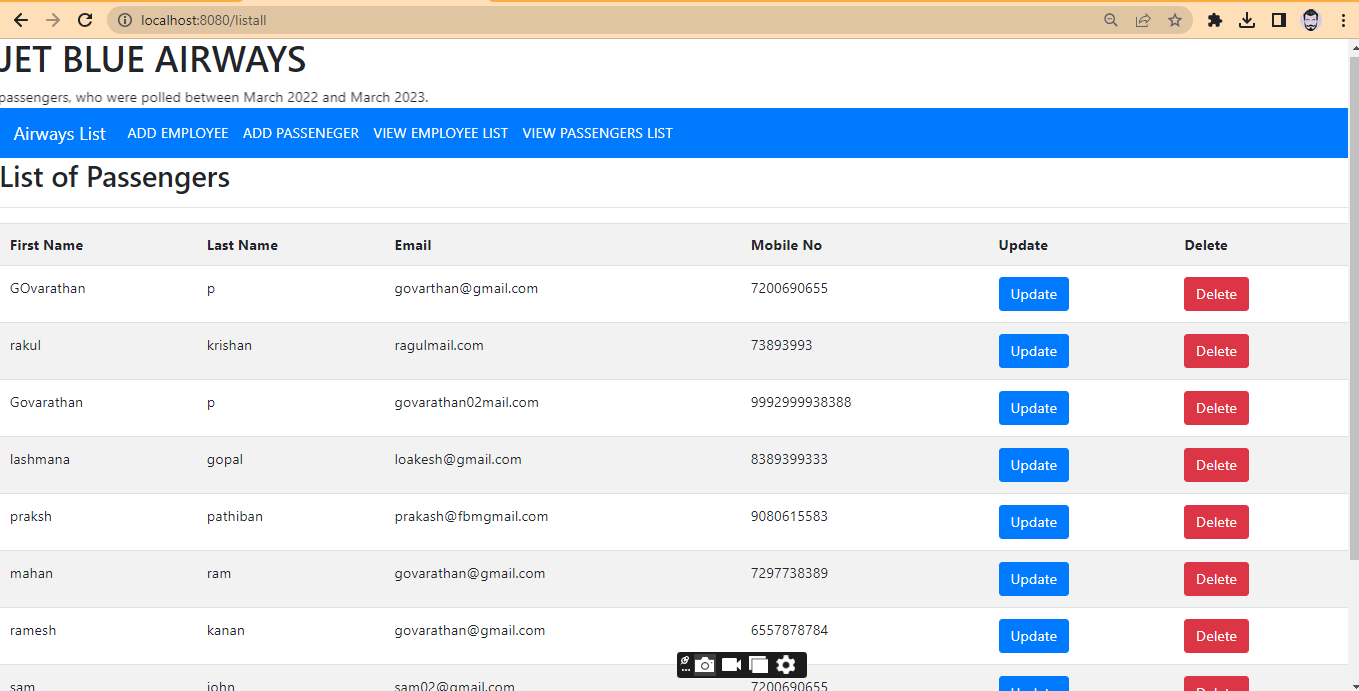 localhost:8080/listall
JET BLUE AIRWAYS
passengers, who were polled between March 2022 and March 2023.
Airways List ADD EMPLOYEE ADD PASSENEGER VIEW EMPLOYEE LIST VIEW PASSENGERS LIST
List of Passengers
First Name Last Name Email Mobile No Update Delete
GOvarathan p govarthan@gmail.com 7200690655 Update Delete
rakul krishan ragulmail.com 73893993 Update Delete
Govarathan p govarathan02mail.com 9992999938388 Update Delete
lashmana gopal loakesh@gmail.com 8389399333 Update Delete
praksh pathiban prakash@fbmgmail.com 9080615583 Update Delete
mahan ram govarathan@gmail.com 7297738389 Update Delete
ramesh kanan govarathan@gmail.com 6557878784 Update Delete
sam john sam02@gmail.com 7200690655 Update Delete